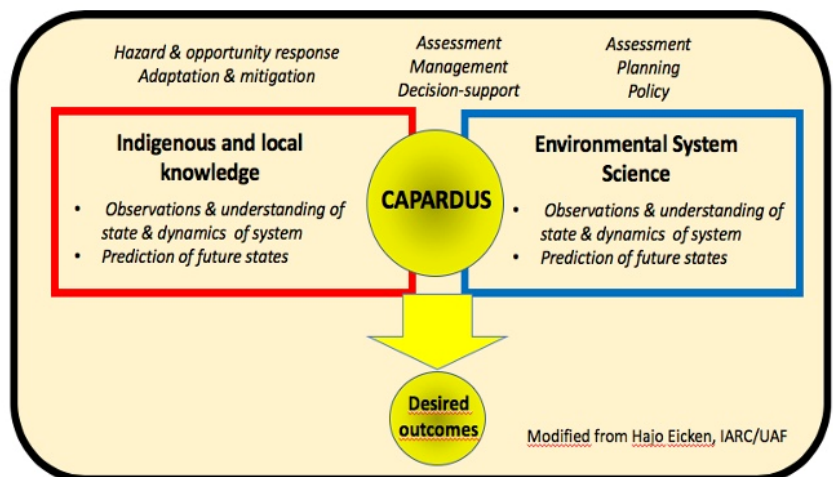 Hazard & opportunity response
Adaptation & mitigation
Assessment
Management
Decision-support
Assessment
Planning
Policy
Indigenous and local
knowledge
• Observations & understanding of
state & dynamics of system
• Prediction of future states
CAPARDUS
Environmental System
Science
• Observations & understanding of
state & dynamics of system
• Prediction of future states
Desired
outcomes
Modified from Hajo Eicken, IARC/UAF